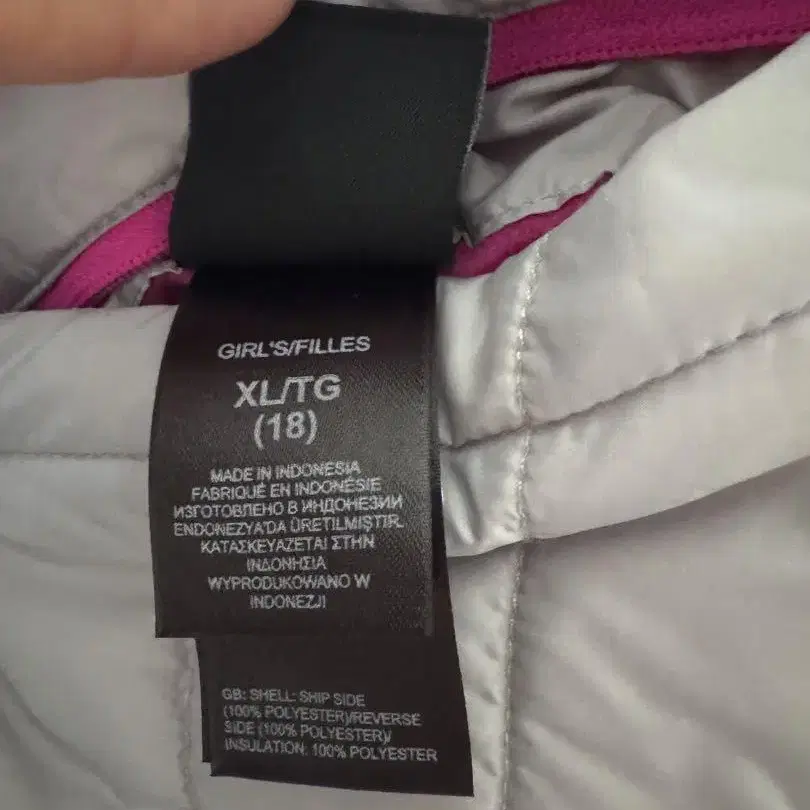 GIRL'S/FILLES
XL/TG
(18)
MADE IN INDONESIA
FABRIQUÉ EN INDONÉSIE
ИЗГОТОВЛЕНО В ИНДОНЕЗИИ
ENDONEZYA'DA ÜRETILMIŞTIR.
ΚΑΤΑΣΚΕΥΑΖΕΤΑΙ ΣΤΗΝ
ΙΝΔΟΝΗΣΙΑ
WYPRODUKOWANO W
INDONEZJI
GB: SHELL: SHIP SIDE
(100% POLYESTER)/REVERSE
SIDE (100% POLYESTER)/
INSULATION: 100% POLYESTER